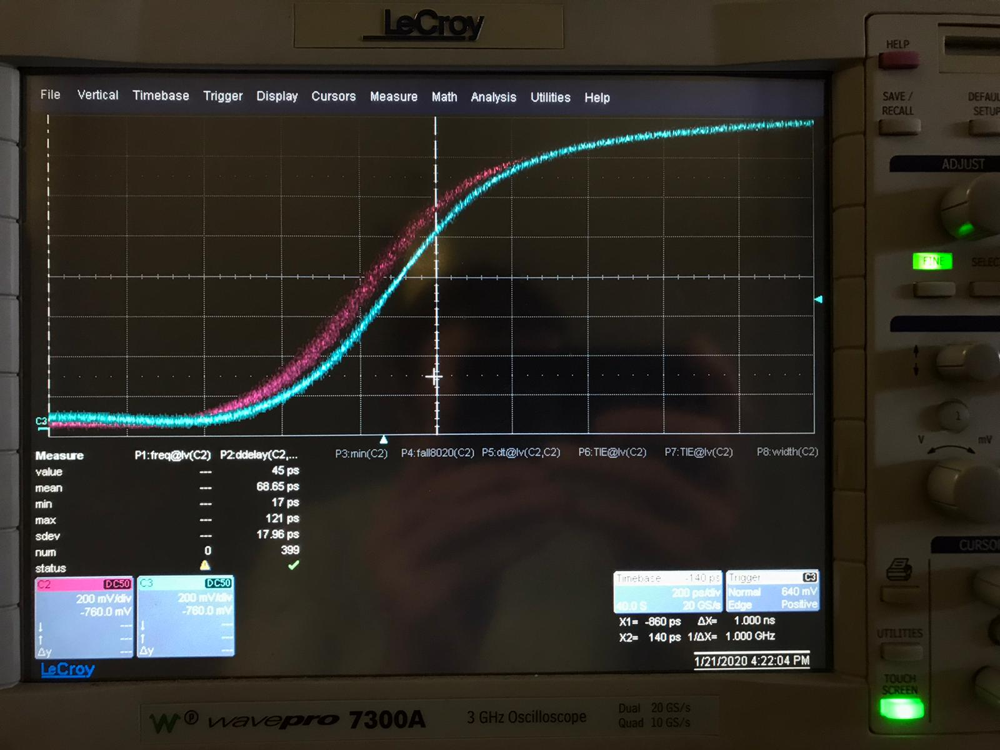 LeCroy
HELP
SAVE / RECALL
ADJUST
File Vertical Timebase Trigger Display Cursors Measure Math Analysis Utilities Help
C3
FINE
Measure P1:freq@lv(C2) P2:ddelay(C2,... P3:min(C2) P4:fall8020(C2) P5:dt@lv(C2,C2) P6:TIE@lv(C2) P7:TIE@lv(C2) P8:width(C2)
value --- 45 ps
mean --- 68.65 ps
min --- 17 ps
max --- 121 ps
sdev --- 17.96 ps
num 0 399
status
C2 DC50
200 mV/div
-760.0 mV
---
---
Δy ---
C3 DC50
200 mV/div
-760.0 mV
---
---
Δy ---
Timebase -140 ps
200 ps/div
40.0 S 20 GS/s
Trigger C3
Normal 640 mV
Edge Positive
X1= -860 ps ΔX= 1.000 ns
X2= 140 ps 1/ΔX= 1.000 GHz
1/21/2020 4:22:04 PM
LeCroy
V mV
1
UTILITIES
TOUCH
SCREEN
wavepro 7300A 3 GHz Oscilloscope
Dual 20 GS/s
Quad 10 GS/s